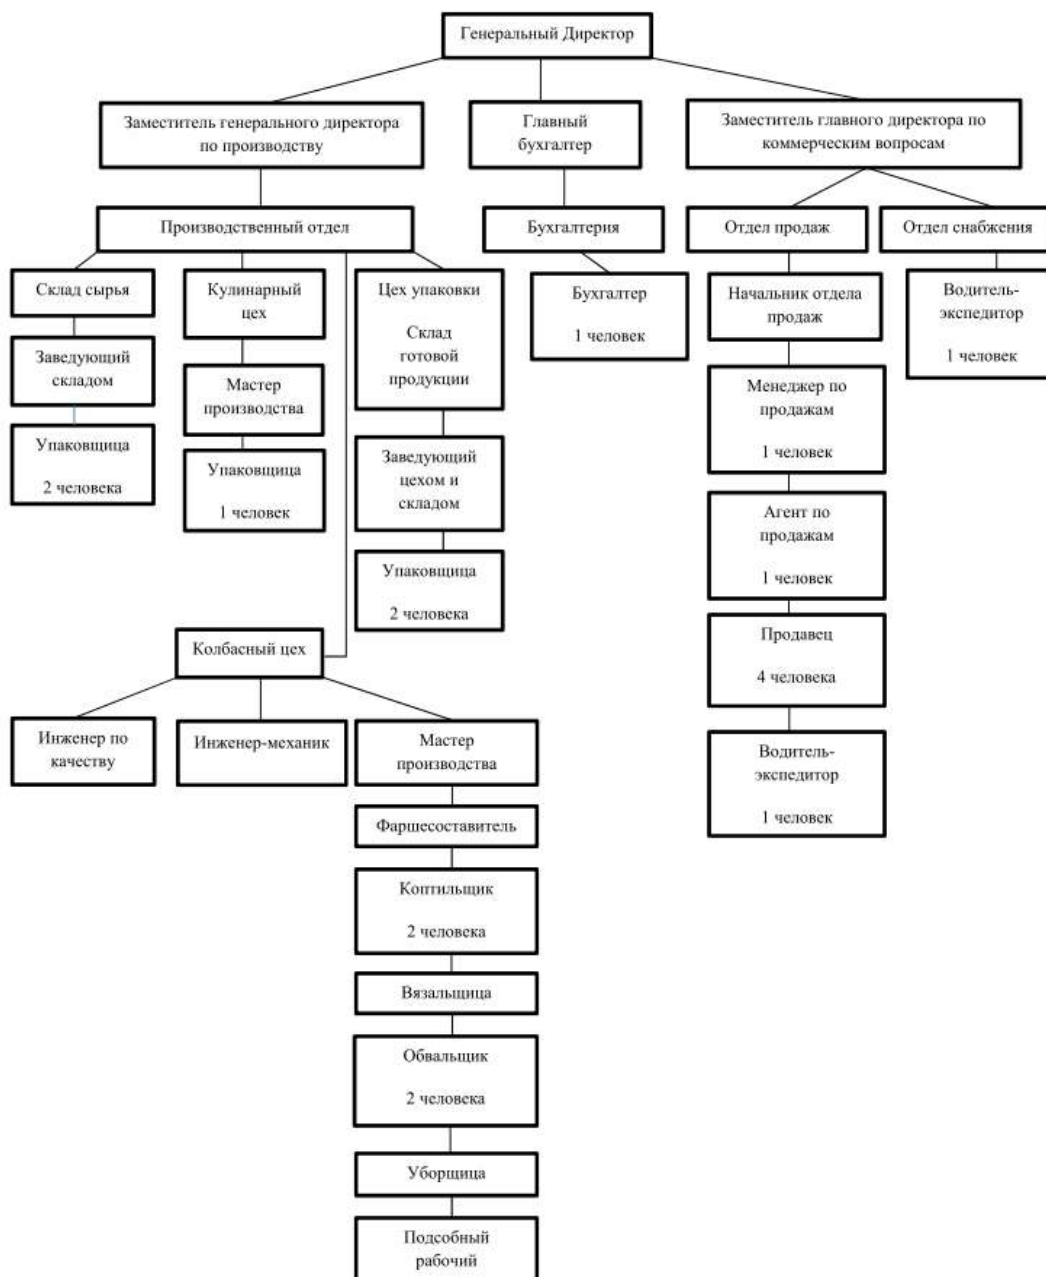 Генеральный Директор
Заместитель генерального директора
по производству
Главный
бухгалтер
Заместитель главного директора по
коммерческим вопросам
Производственный отдел
Бухгалтерия
Отдел продаж
Отдел снабжения
Склад сырья
Кулинарный
цех
Цех упаковки
Склад
готовой
продукции
Бухгалтер
1 человек
Начальник отдела
продаж
Водитель-
экспедитор
1 человек
Заведующий
складом
Мастер
производства
Менеджер по
продажам
1 человек
Упаковщица
2 человека
Упаковщица
1 человек
Заведующий
цехом и
складом
Агент по
продажам
1 человек
Упаковщица
2 человека
Продавец
4 человека
Колбасный цех
Инженер по
качеству
Инженер-механик
Мастер
производства
Водитель-
экспедитор
1 человек
Фаршесоставитель
Коптильщик
2 человека
Вязальщица
Обвальщик
2 человека
Уборщица
Подсобный
рабочий